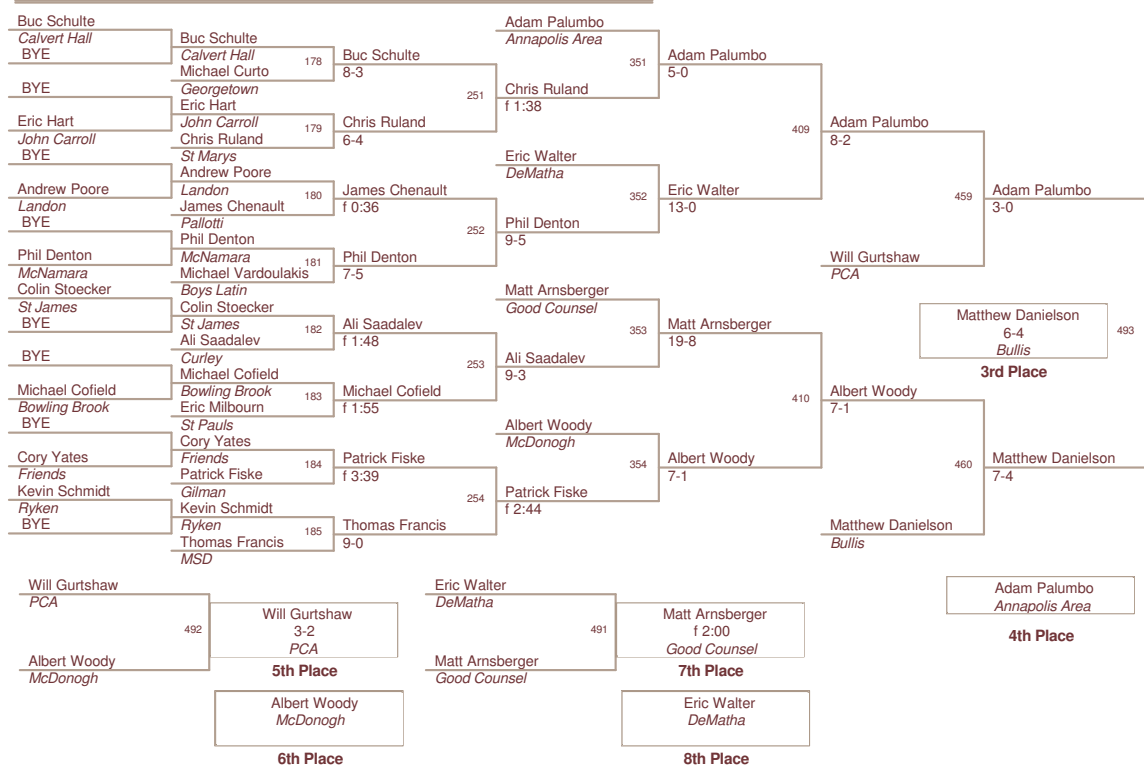 Buc Schulte
Calvert Hall
BYE
BYE
Eric Hart
John Carroll
BYE
Andrew Poore
Landon
BYE
Phil Denton
McNamara
Colin Stoecker
St James
BYE
BYE
Michael Cofield
Bowling Brook
BYE
Cory Yates
Friends
Kevin Schmidt
Ryken
BYE
Buc Schulte
Calvert Hall
178
Michael Curto
Georgetown
Eric Hart
John Carroll
179
Chris Ruland
St Marys
Andrew Poore
Landon
180
James Chenault
Pallotti
Phil Denton
McNamara
181
Michael Vardoulakis
Boys Latin
Colin Stoecker
St James
182
Ali Saadalev
Curley
Michael Cofield
Bowling Brook
183
Eric Milbourn
St Pauls
Cory Yates
Friends
184
Patrick Fiske
Gilman
Kevin Schmidt
Ryken
185
Thomas Francis
MSD
Buc Schulte
8-3
251
Chris Ruland
6-4
James Chenault
f 0:36
252
Phil Denton
7-5
Ali Saadalev
f 1:48
253
Michael Cofield
f 1:55
Patrick Fiske
f 3:39
254
Thomas Francis
9-0
Adam Palumbo
Annapolis Area
351
Chris Ruland
f 1:38
Eric Walter
DeMatha
352
Phil Denton
9-5
Matt Arnsberger
Good Counsel
353
Ali Saadalev
9-3
Albert Woody
McDonogh
354
Patrick Fiske
f 2:44
Adam Palumbo
5-0
409
Eric Walter
13-0
Matt Arnsberger
19-8
410
Albert Woody
7-1
Adam Palumbo
8-2
459
Will Gurtshaw
PCA
Albert Woody
7-1
460
Matthew Danielson
Bullis
Adam Palumbo
3-0
Matthew Danielson
6-4
Bullis
493
3rd Place
Matthew Danielson
7-4
Adam Palumbo
Annapolis Area
4th Place
Will Gurtshaw
PCA
492
Albert Woody
McDonogh
Will Gurtshaw
3-2
PCA
5th Place
Albert Woody
McDonogh
6th Place
Eric Walter
DeMatha
491
Matt Arnsberger
Good Counsel
Matt Arnsberger
f 2:00
Good Counsel
7th Place
Eric Walter
DeMatha
8th Place